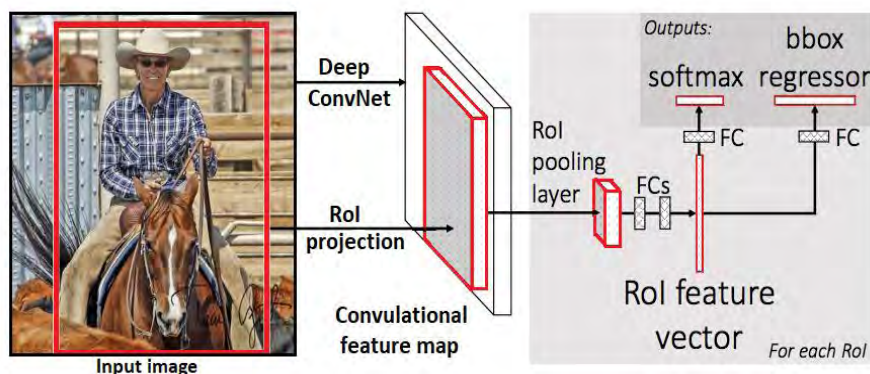 Input image
Deep
ConvNet
RoI
projection
Convulational
feature map
RoI
pooling
layer
FCs
RoI feature
vector
FC
FC
Outputs:
softmax
bbox
regressor
For each RoI